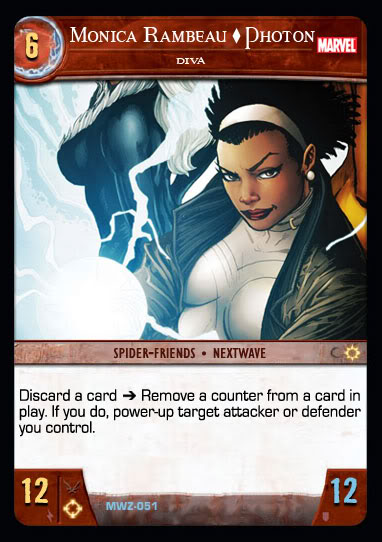 6
Monica Rambeau ♦ Photon
MARVEL
DIVA
SPIDER-FRIENDS • NEXTWAVE
Discard a card ➔ Remove a counter from a card in
play. If you do, power-up target attacker or defender
you control.
12
MWZ-051
12